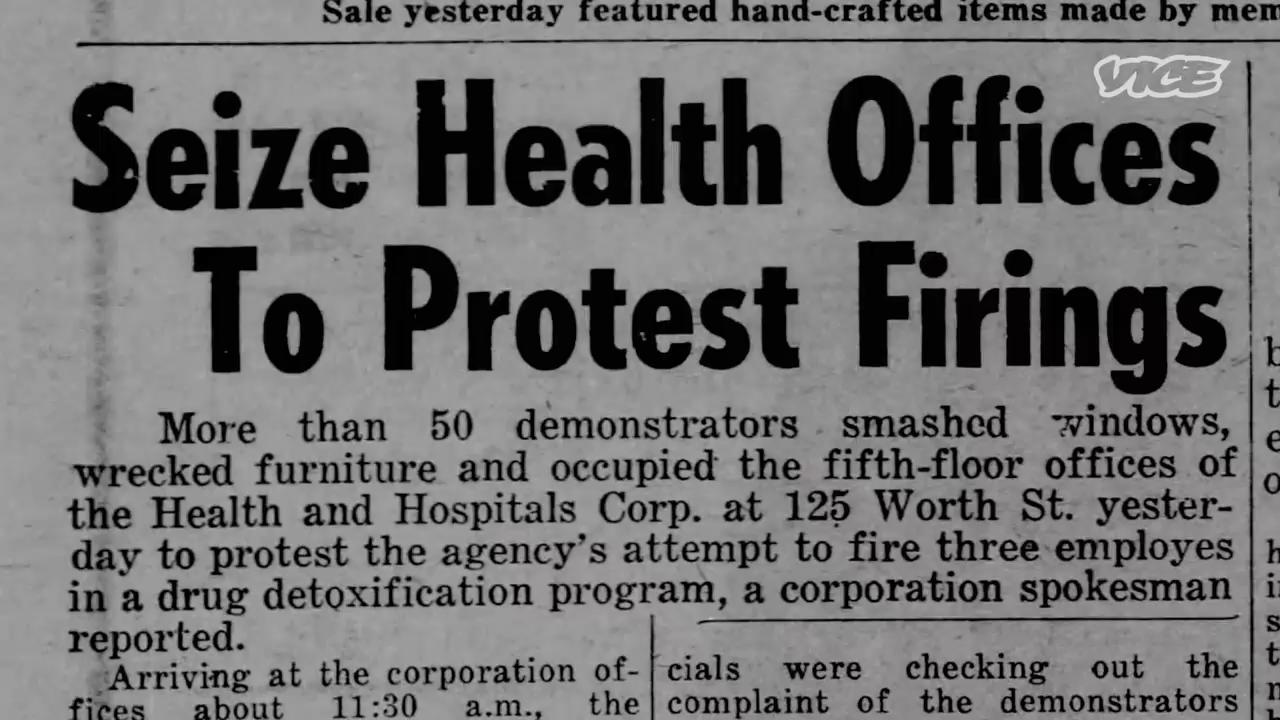 Sale yesterday featured hand-crafted items made by mem
VICE
Seize Health Offices
To Protest Firings
More than 50 demonstrators smashed windows,
wrecked furniture and occupied the fifth-floor offices of
the Health and Hospitals Corp. at 125 Worth St. yester-
day to protest the agency's attempt to fire three employes
in a drug detoxification program, a corporation spokesman
reported.
Arriving at the corporation of-
fices about 11:30 a.m., the
cials were checking out the
complaint of the demonstrators